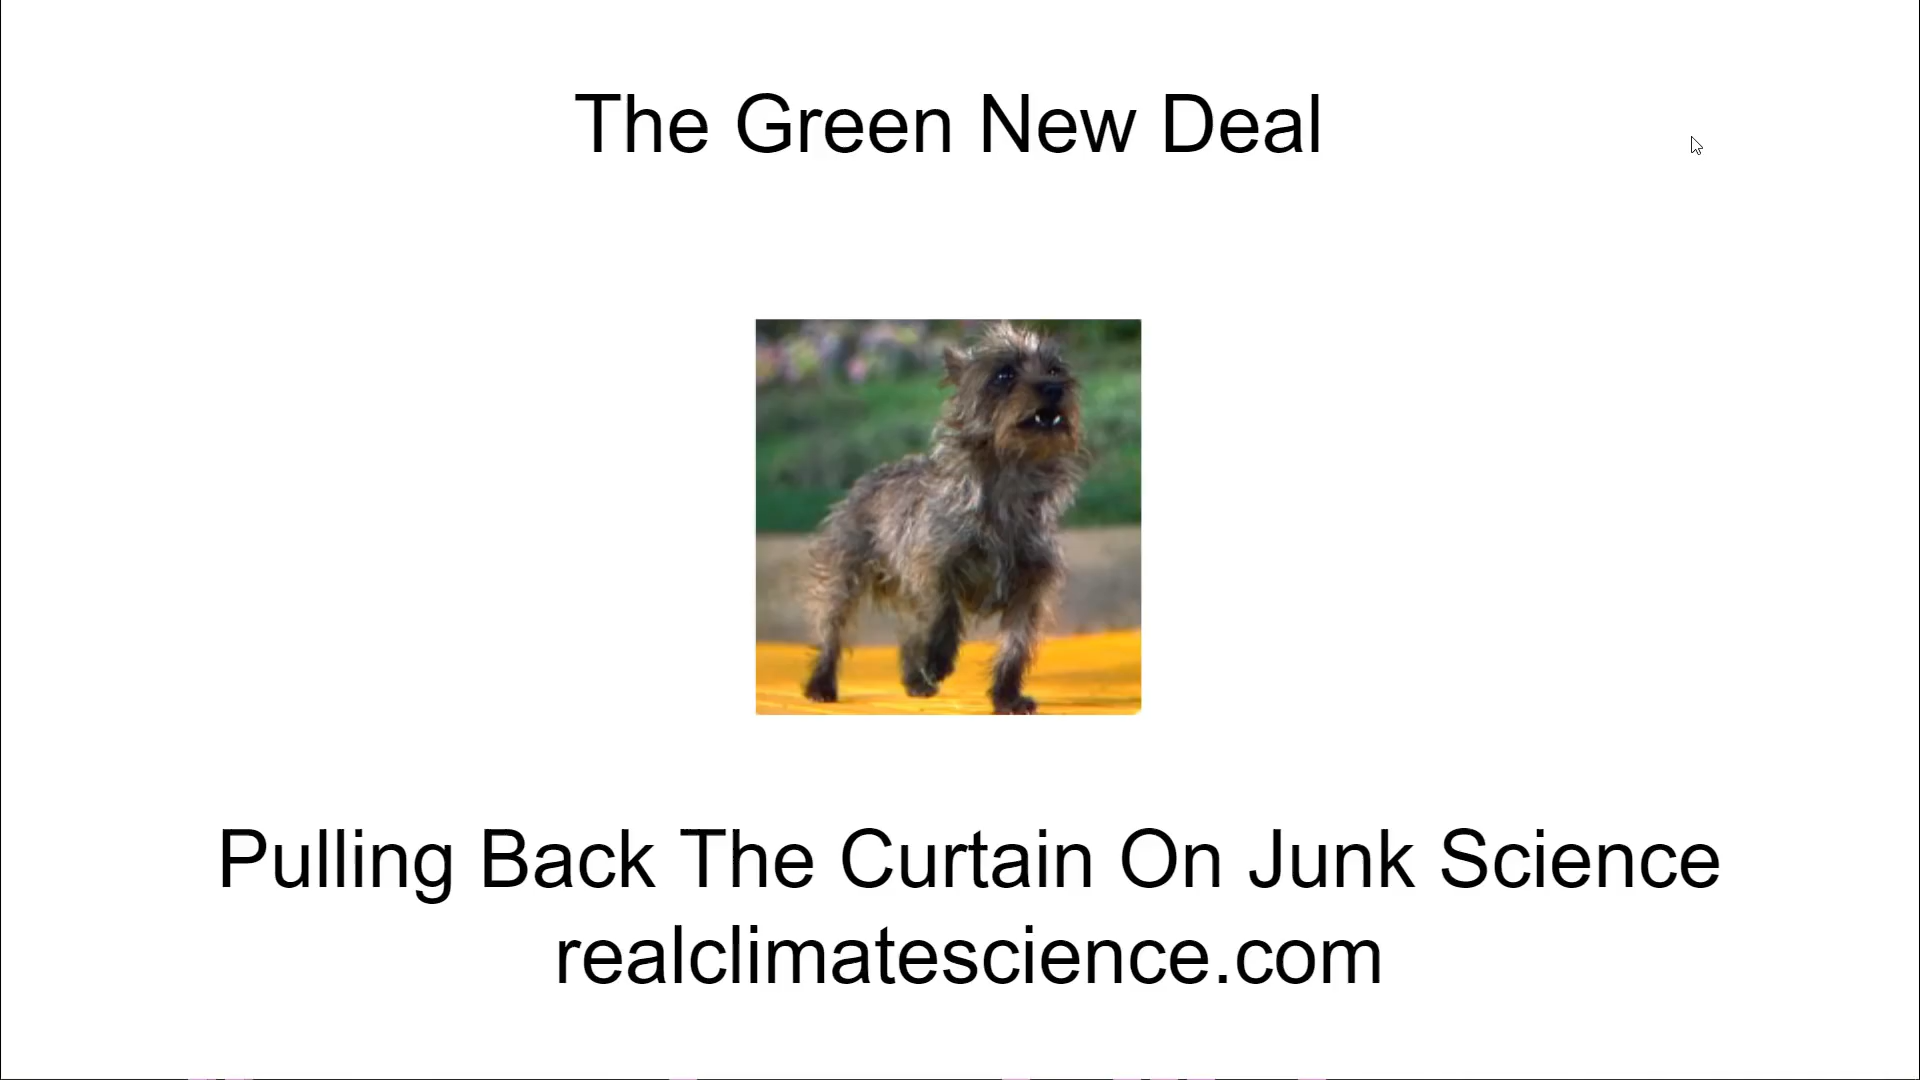 The Green New Deal
Pulling Back The Curtain On Junk Science
realclimatescience.com